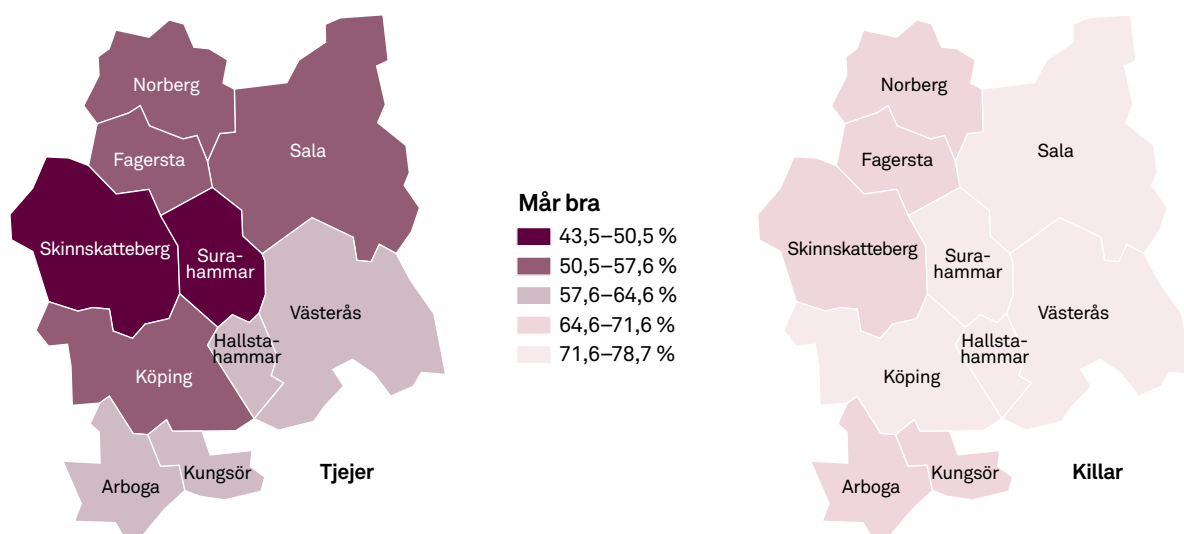 Norberg
Fagersta
Sala
Skinnskatteberg
Sura-
hammar
Västerås
Hallsta-
hammar
Köping
Arboga
Kungsör
Tjejer
Mår bra
43,5–50,5 %
50,5–57,6 %
57,6–64,6 %
64,6–71,6 %
71,6–78,7 %
Norberg
Fagersta
Sala
Skinnskatteberg
Sura-
hammar
Västerås
Hallsta-
hammar
Köping
Arboga
Kungsör
Killar